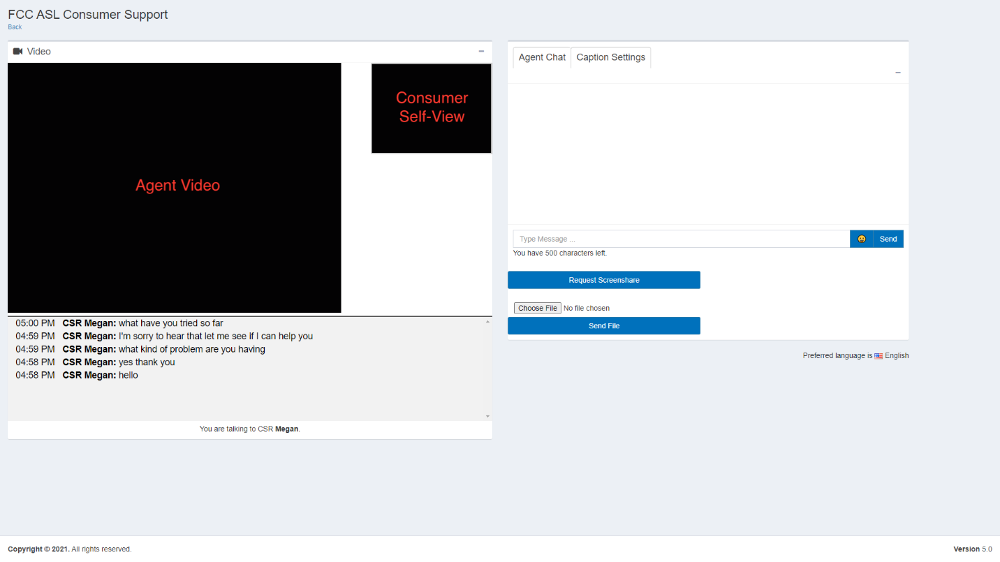 FCC ASL Consumer Support
Back
Video
Agent Video
Consumer
Self-View
05:00 PM CSR Megan: what have you tried so far
04:59 PM CSR Megan: I'm sorry to hear that let me see if I can help you
04:59 PM CSR Megan: what kind of problem are you having
04:58 PM CSR Megan: yes thank you
04:58 PM CSR Megan: hello
You are talking to CSR Megan.
Agent Chat Caption Settings
Type Message ... Send
You have 500 characters left.
Request Screenshare
Choose File No file chosen
Send File
Preferred language is English
Copyright © 2021. All rights reserved.
Version 5.0